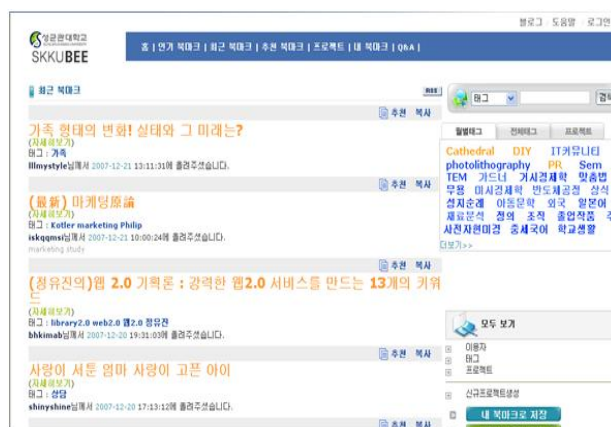 블로그 도움말 로그인
성균관대학교
SKKUBEE
홈 | 인기 북마크 | 최근 북마크 | 추천 북마크 | 프로젝트 | 내 북마크 | Q&A |
최근 북마크
RSS
태그
검색
추천 복사
가족 형태의 변화! 실태와 그 미래는?
(자세히보기)
태그 : 가족
lllmystyle님께서 2007-12-21 13:11:31에 올려주셨습니다.
추천 복사
(最新) 마케팅原論
(자세히보기)
태그 : Kotler marketing Philip
iskqqmsi님께서 2007-12-21 10:00:24에 올려주셨습니다.
marketing study
추천 복사
(정유진의)웹 2.0 기획론 : 강력한 웹2.0 서비스를 만드는 13개의 키워
드
(자세히보기)
태그 : library2.0 web2.0 웹2.0 정유진
bhkimab님께서 2007-12-20 19:31:03에 올려주셨습니다.
추천 복사
사랑이 서툰 엄마 사랑이 고픈 아이
(자세히보기)
태그 : 상담
shinyshine님께서 2007-12-20 17:13:12에 올려주셨습니다.
추천 복사
월별태그 전체태그 프로젝트
Cathedral DIY IT커뮤니티
photolithography PR Sem
TEM 가드너 거시경제학 맞춤법
무용 미시경제학 반도체공정 상식
성지순례 아동문학 외국 일본어
재료분석 정의 조작 졸업작품
사전자현미경 중세국어 학교생활
더보기>>
모두 보기
이용자
태그
프로젝트
신규프로젝트생성
내 북마크로 저장